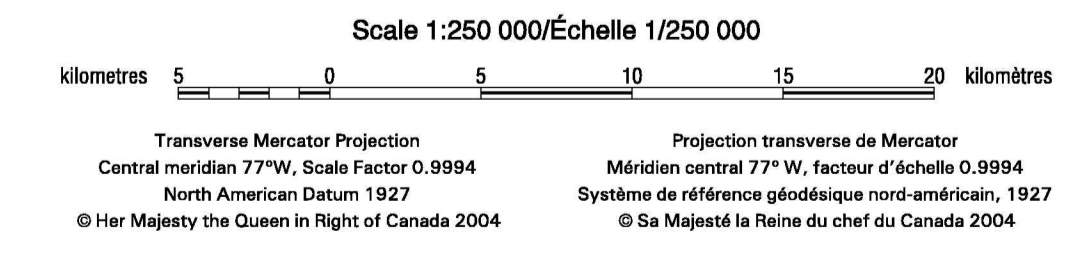 Scale 1:250 000/Échelle 1/250 000
kilometres 5 0 5 10 15 20 kilomètres
Transverse Mercator Projection
Central meridian 77°W, Scale Factor 0.9994
North American Datum 1927
© Her Majesty the Queen in Right of Canada 2004
Projection transverse de Mercator
Méridien central 77° W, facteur d'échelle 0.9994
Système de référence géodésique nord-américain, 1927
© Sa Majesté la Reine du chef du Canada 2004